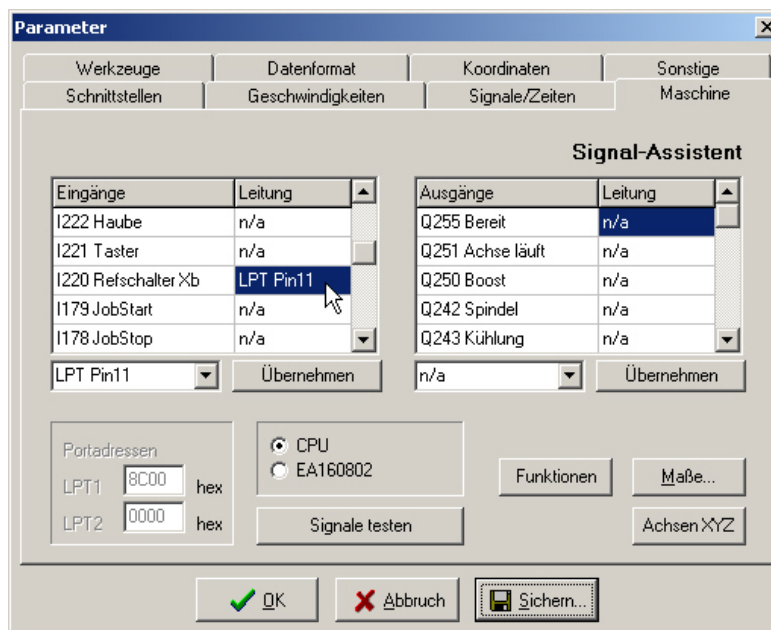 Parameter
Werkzeuge Datenformat Koordinaten Sonstige
Schnittstellen Geschwindigkeiten Signale/Zeiten Maschine
Signal-Assistent
Eingänge Leitung
I222 Haube n/a
I221 Taster n/a
I220 Refschalter Xb LPT Pin11
I179 JobStart n/a
I178 JobStop n/a
LPT Pin11 Übernehmen
Ausgänge Leitung
Q255 Bereit n/a
Q251 Achse läuft n/a
Q250 Boost n/a
Q242 Spindel n/a
Q243 Kühlung n/a
n/a Übernehmen
Portadressen
LPT1 8C00 hex
LPT2 0000 hex
CPU
EA160802
Signale testen
Funktionen Maße...
Achsen XYZ
OK Abbruch Sichern...